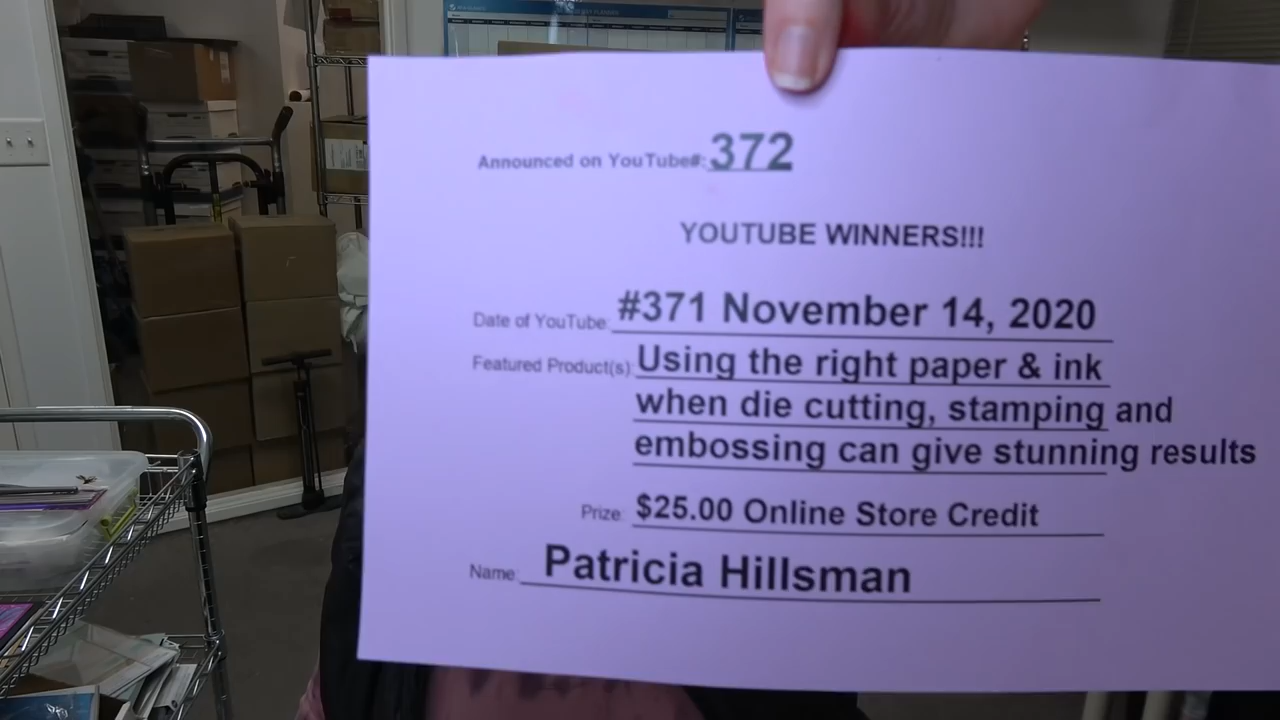 Announced on YouTube#: 372
YOUTUBE WINNERS!!!
Date of YouTube: #371 November 14, 2020
Featured Product(s): Using the right paper & ink
when die cutting, stamping and
embossing can give stunning results
Prize: $25.00 Online Store Credit
Name: Patricia Hillsman